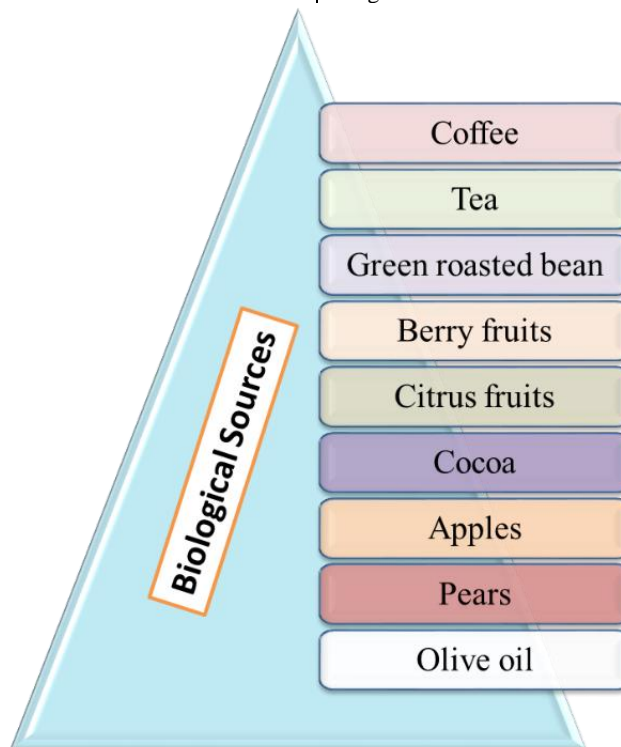 Coffee
Tea
Green roasted bean
Berry fruits
Citrus fruits
Cocoa
Apples
Pears
Olive oil
Biological Sources